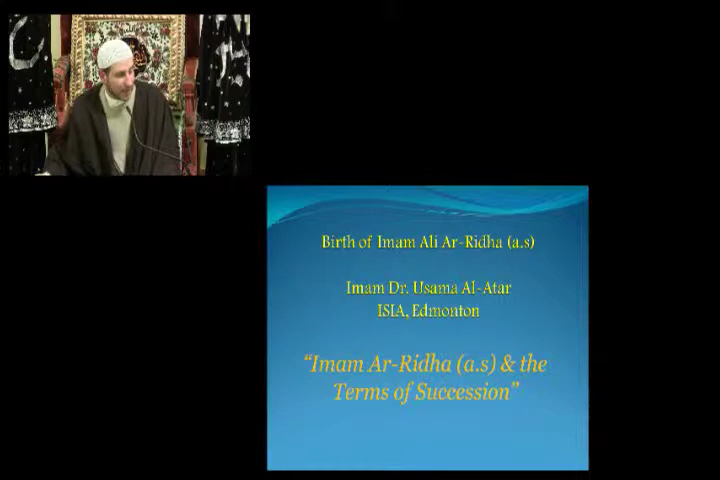 Birth of Imam Ali Ar-Ridha (a.s)
Imam Dr. Usama Al-Atar
ISIA, Edmonton
“Imam Ar-Ridha (a.s) & the
Terms of Succession”